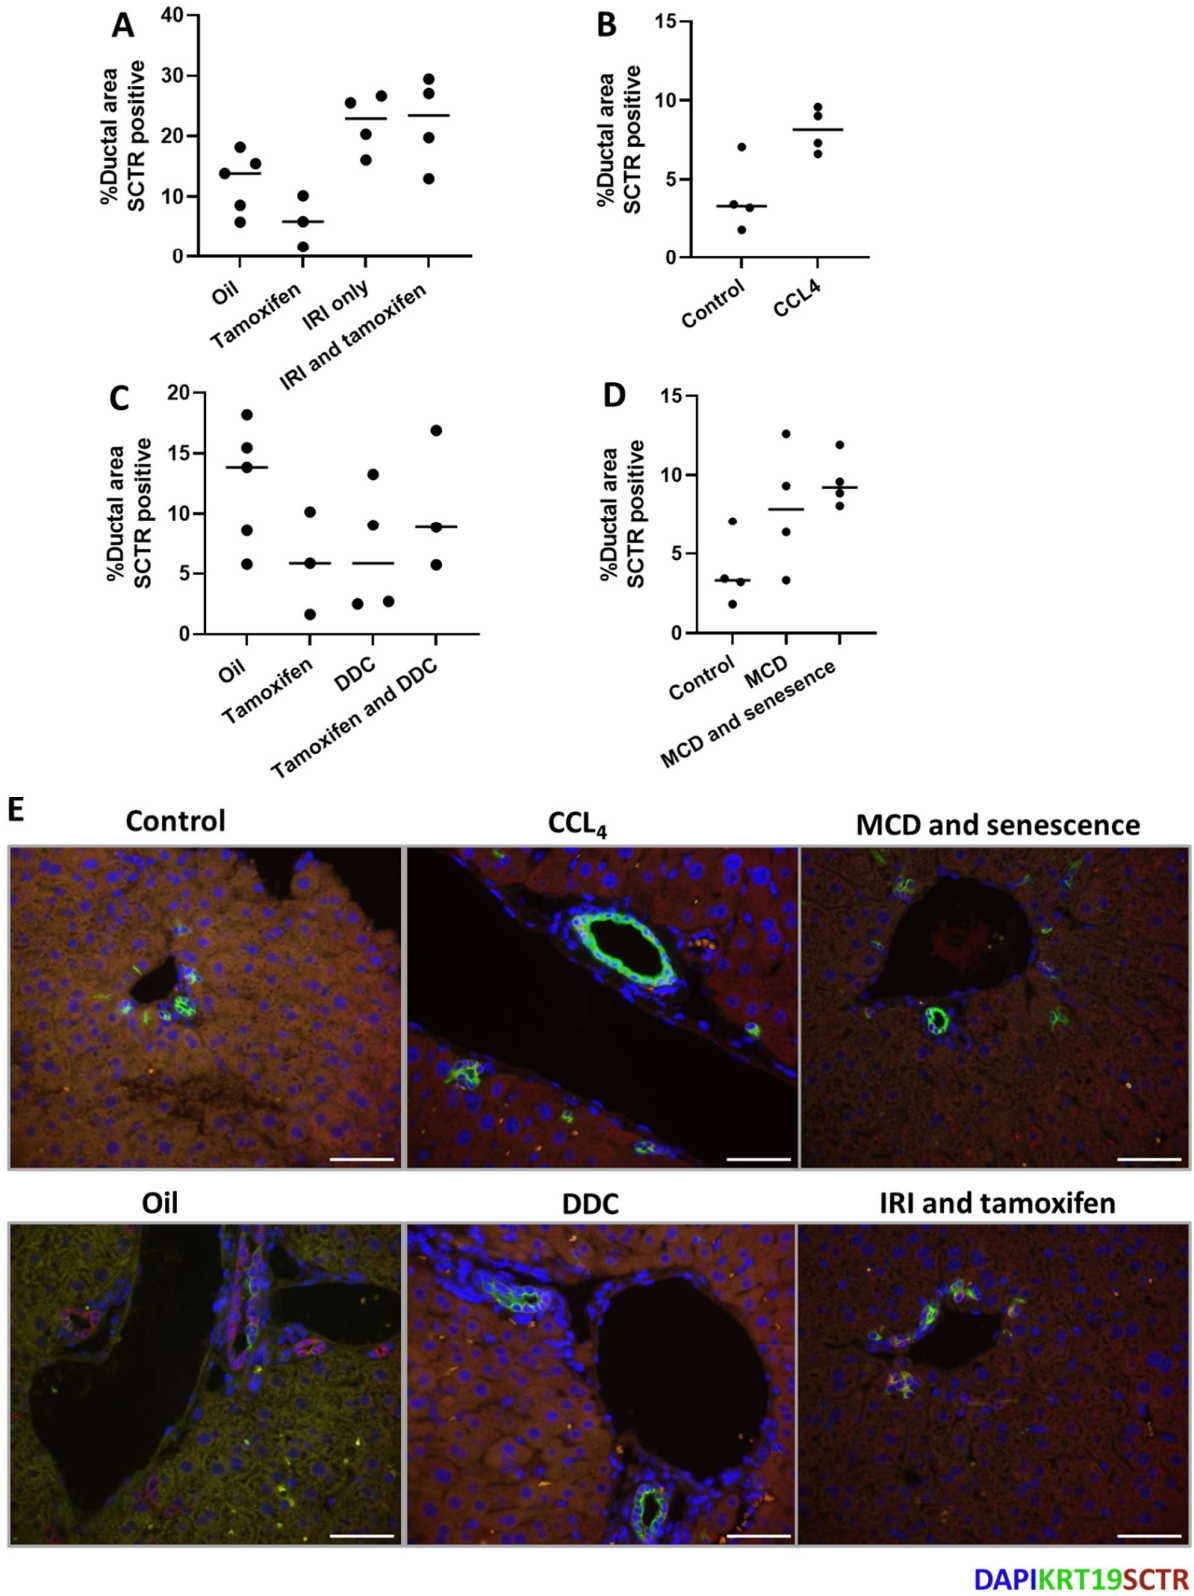 A
%Ductal area
SCTR positive
40
30
20
10
0
Oil
Tamoxifen
IRI only
IRI and tamoxifen
B
%Ductal area
SCTR positive
15
10
5
0
Control
CCL4
C
%Ductal area
SCTR positive
20
15
10
5
0
Oil
Tamoxifen
DDC
Tamoxifen and DDC
D
%Ductal area
SCTR positive
15
10
5
0
Control
MCD
MCD and senesence
E
Control
CCL₄
MCD and senescence
Oil
DDC
IRI and tamoxifen
DAPIKRT19SCTR